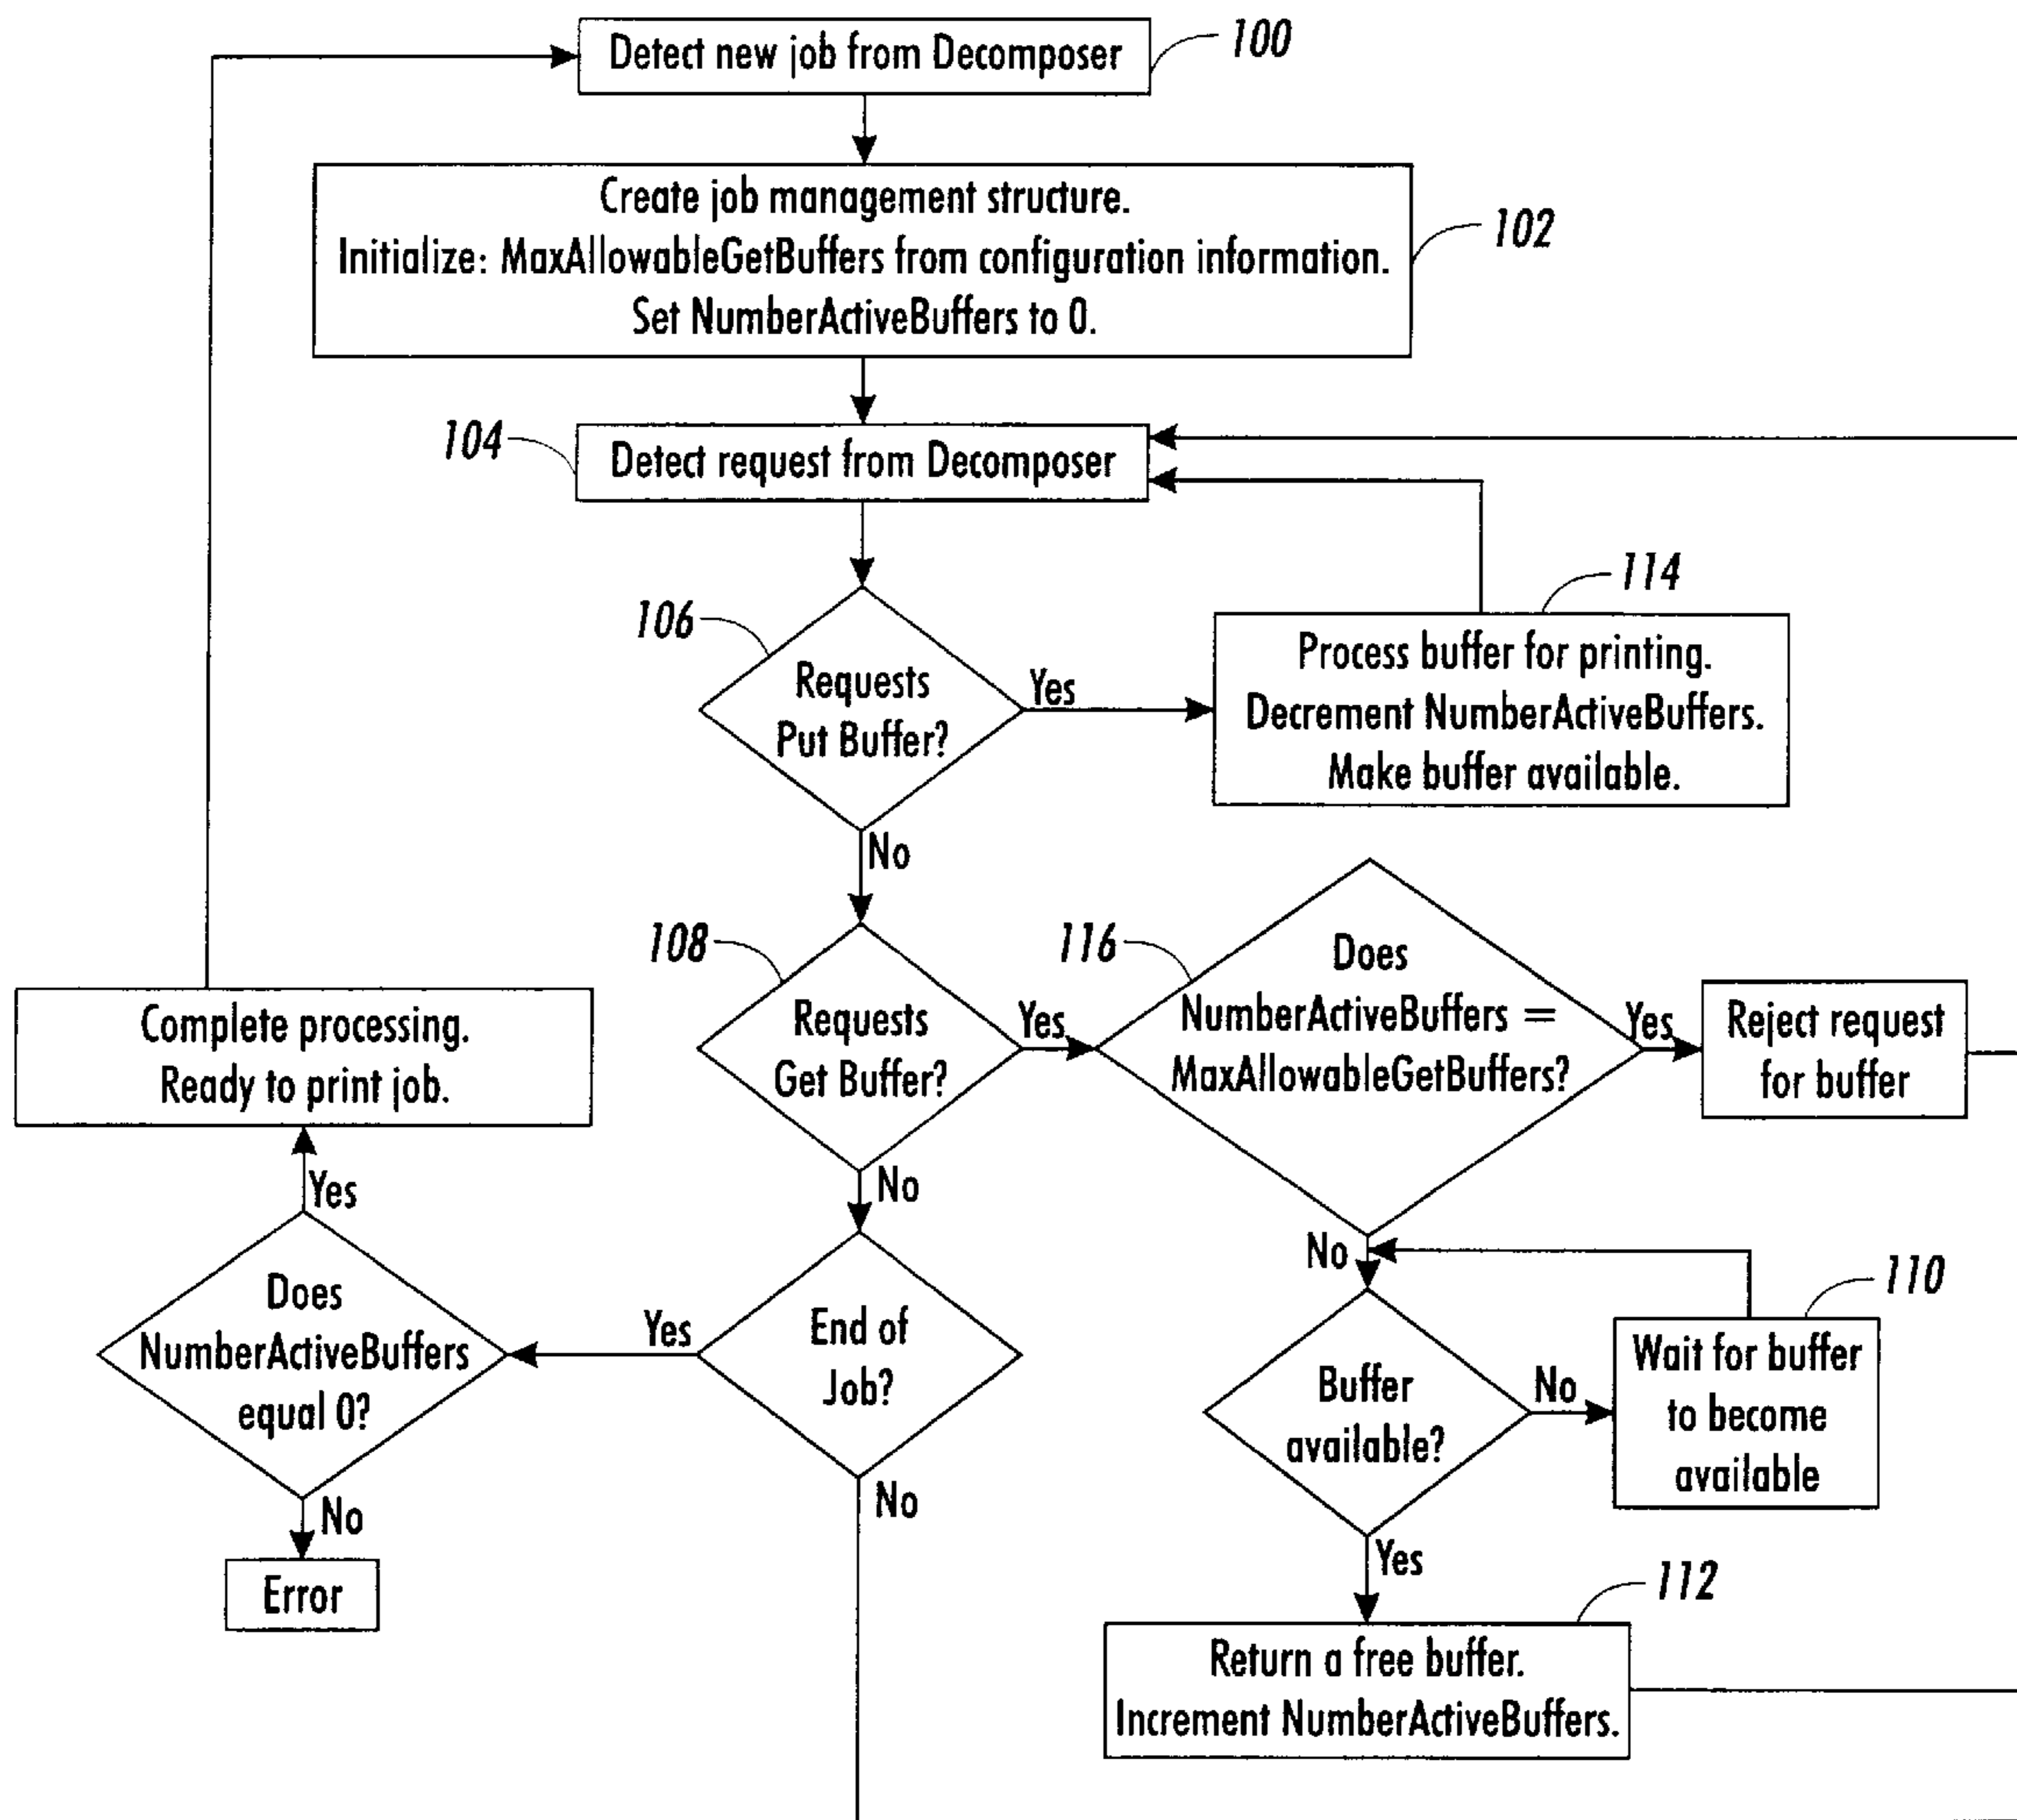 Detect new job from Decomposer
100
Create job management structure.
Initialize: MaxAllowableGetBuffers from configuration information.
Set NumberActiveBuffers to 0.
102
104
Detect request from Decomposer
106
Requests
Put Buffer?
Yes
114
Process buffer for printing.
Decrement NumberActiveBuffers.
Make buffer available.
No
108
Requests
Get Buffer?
Yes
116
Does
NumberActiveBuffers =
MaxAllowableGetBuffers?
Yes
Reject request
for buffer
Complete processing.
Ready to print job.
Yes
No
No
Does
NumberActiveBuffers
equal 0?
Yes
End of
Job?
Buffer
available?
No
110
Wait for buffer
to become
available
No
Error
No
Yes
112
Return a free buffer.
Increment NumberActiveBuffers.